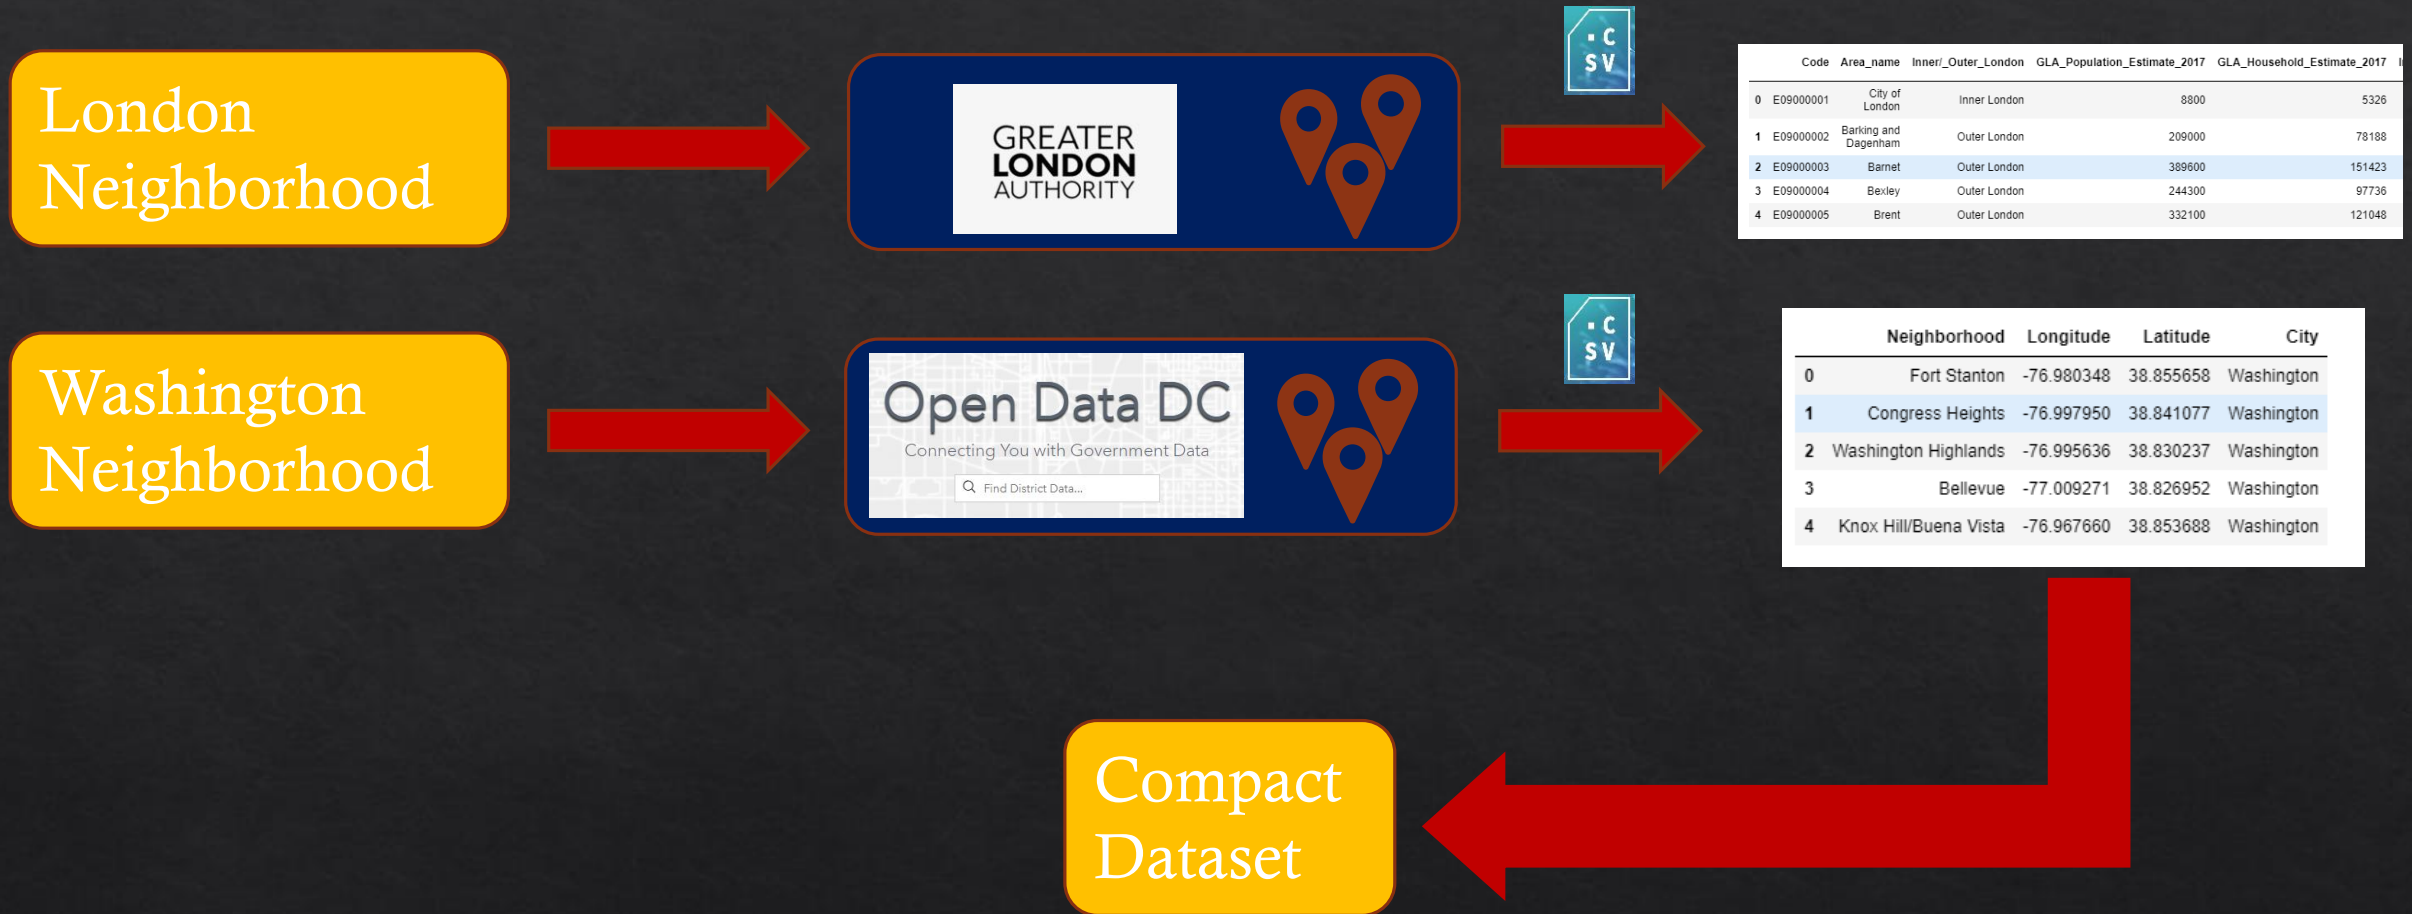 London
Neighborhood
GREATER
LONDON
AUTHORITY
.C
SV
Code Area_name Inner/_Outer_London GLA_Population_Estimate_2017 GLA_Household_Estimate_2017
0 E09000001 City of London Inner London 8800 5326
1 E09000002 Barking and Dagenham Outer London 209000 78188
2 E09000003 Barnet Outer London 389600 151423
3 E09000004 Bexley Outer London 244300 97736
4 E09000005 Brent Outer London 332100 121048
Washington
Neighborhood
Open Data DC
Connecting You with Government Data
Find District Data...
.C
SV
Neighborhood Longitude Latitude City
0 Fort Stanton -76.980348 38.855658 Washington
1 Congress Heights -76.997950 38.841077 Washington
2 Washington Highlands -76.995636 38.830237 Washington
3 Bellevue -77.009271 38.826952 Washington
4 Knox Hill/Buena Vista -76.967660 38.853688 Washington
Compact
Dataset